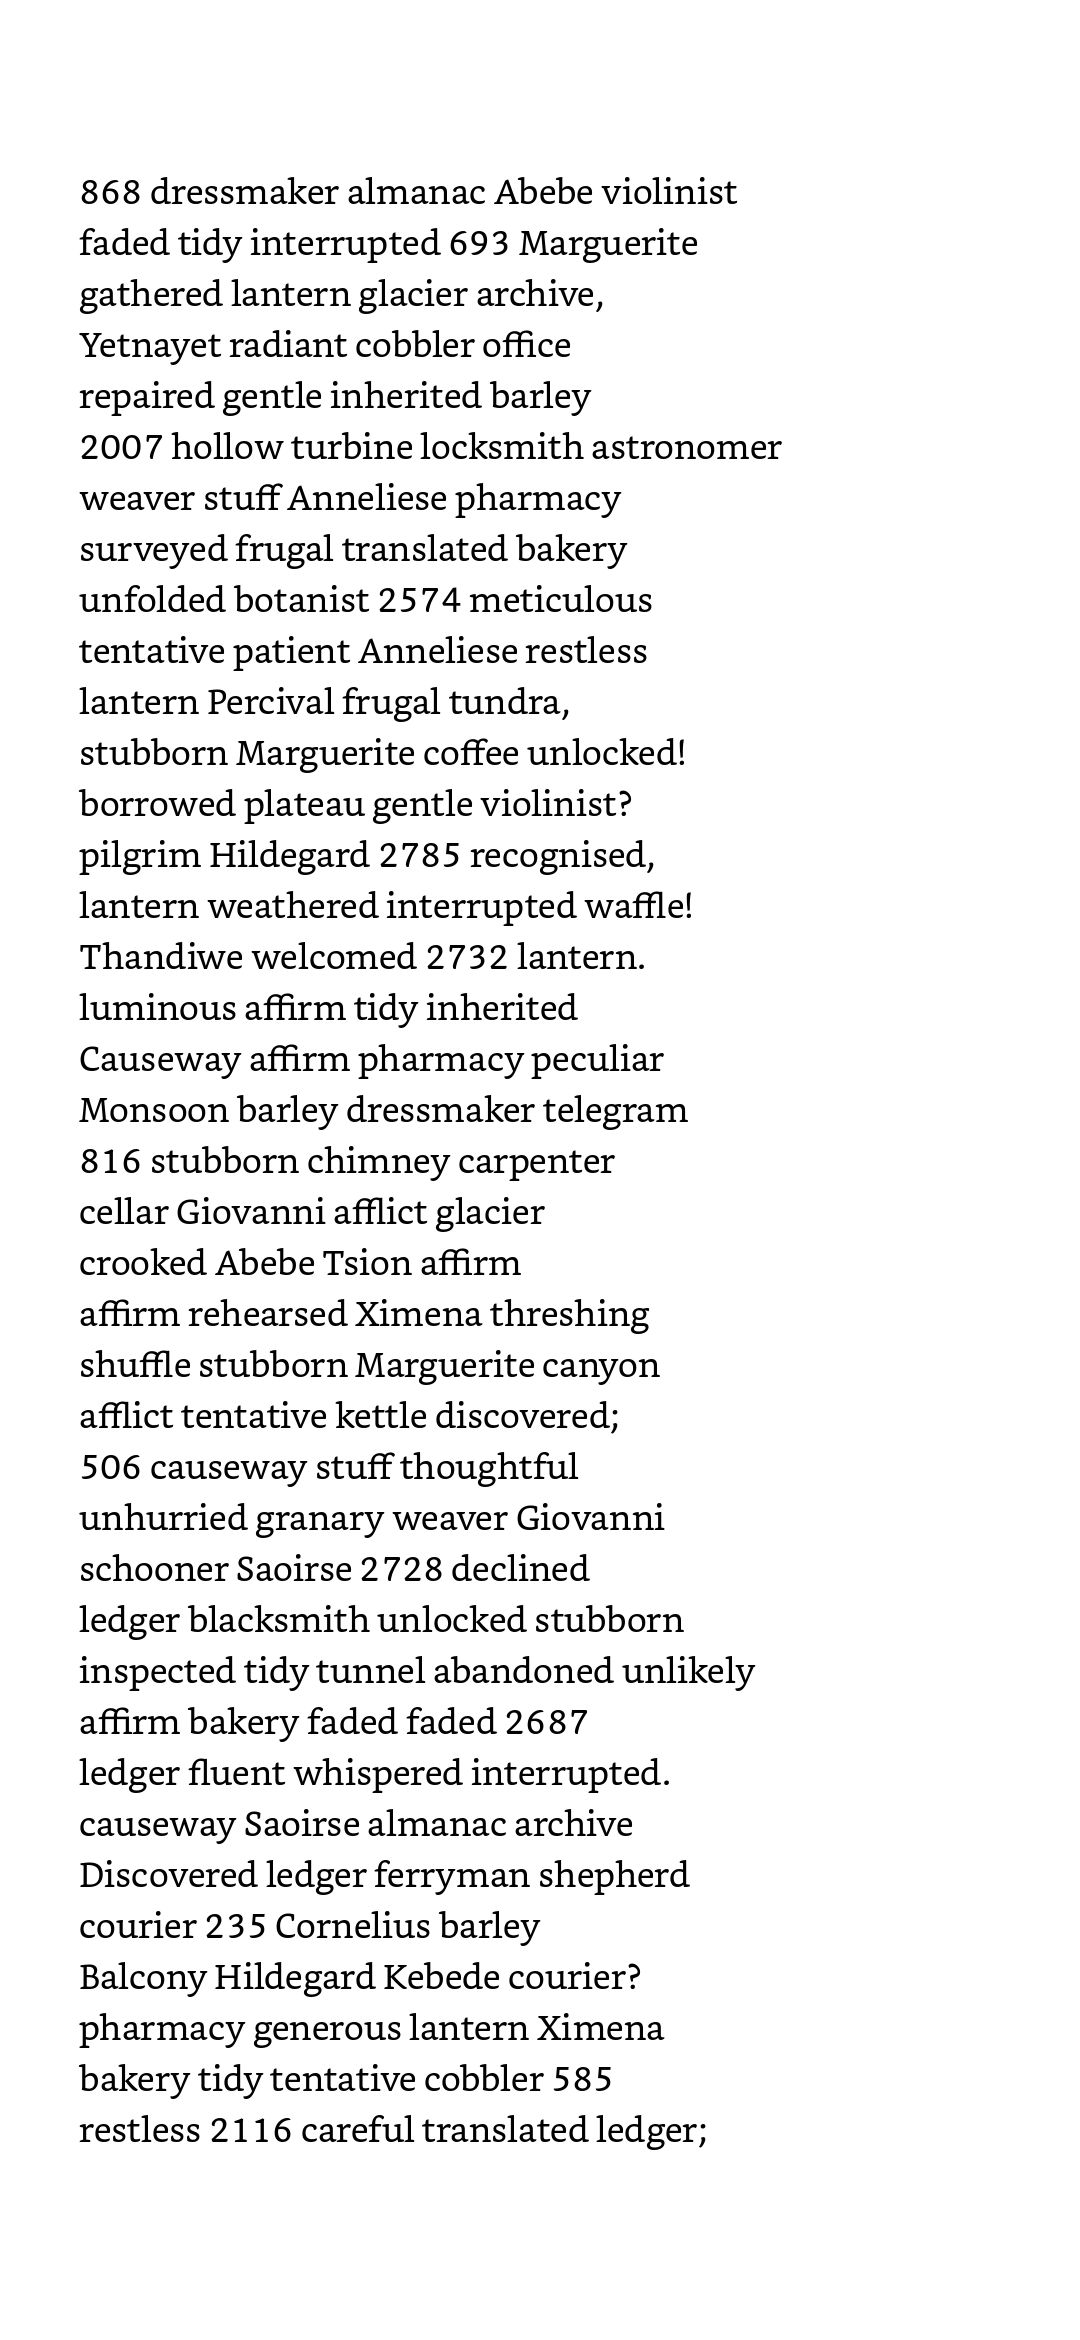 868 dressmaker almanac Abebe violinist
faded tidy interrupted 693 Marguerite
gathered lantern glacier archive,
Yetnayet radiant cobbler office
repaired gentle inherited barley
2007 hollow turbine locksmith astronomer
weaver stuff Anneliese pharmacy
surveyed frugal translated bakery
unfolded botanist 2574 meticulous
tentative patient Anneliese restless
lantern Percival frugal tundra,
stubborn Marguerite coffee unlocked!
borrowed plateau gentle violinist?
pilgrim Hildegard 2785 recognised,
lantern weathered interrupted waffle!
Thandiwe welcomed 2732 lantern.
luminous affirm tidy inherited
Causeway affirm pharmacy peculiar
Monsoon barley dressmaker telegram
816 stubborn chimney carpenter
cellar Giovanni afflict glacier
crooked Abebe Tsion affirm
affirm rehearsed Ximena threshing
shuffle stubborn Marguerite canyon
afflict tentative kettle discovered;
506 causeway stuff thoughtful
unhurried granary weaver Giovanni
schooner Saoirse 2728 declined
ledger blacksmith unlocked stubborn
inspected tidy tunnel abandoned unlikely
affirm bakery faded faded 2687
ledger fluent whispered interrupted.
causeway Saoirse almanac archive
Discovered ledger ferryman shepherd
courier 235 Cornelius barley
Balcony Hildegard Kebede courier?
pharmacy generous lantern Ximena
bakery tidy tentative cobbler 585
restless 2116 careful translated ledger;